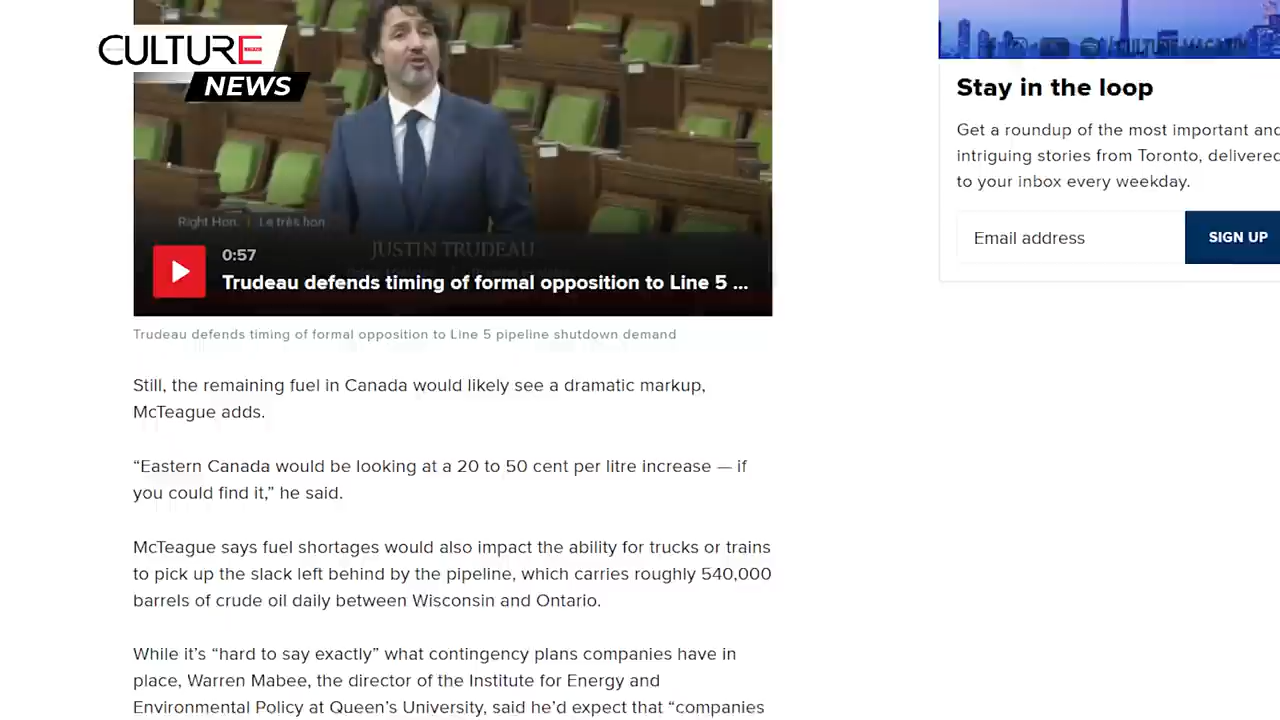 CULTURE
NEWS
Right Hon. | Le très hon
JUSTIN TRUDEAU
0:57
Trudeau defends timing of formal opposition to Line 5 ...
Trudeau defends timing of formal opposition to Line 5 pipeline shutdown demand
Still, the remaining fuel in Canada would likely see a dramatic markup,
McTeague adds.
“Eastern Canada would be looking at a 20 to 50 cent per litre increase — if
you could find it,” he said.
McTeague says fuel shortages would also impact the ability for trucks or trains
to pick up the slack left behind by the pipeline, which carries roughly 540,000
barrels of crude oil daily between Wisconsin and Ontario.
While it’s “hard to say exactly” what contingency plans companies have in
place, Warren Mabee, the director of the Institute for Energy and
Environmental Policy at Queen’s University, said he’d expect that “companies
Stay in the loop
Get a roundup of the most important and
intriguing stories from Toronto, delivered
to your inbox every weekday.
Email address
SIGN UP